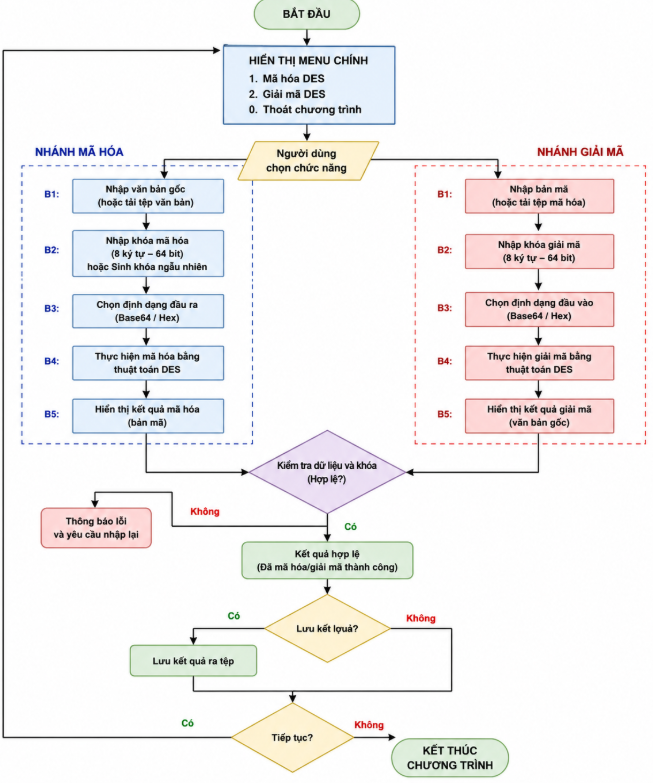 BẮT ĐẦU
HIỂN THỊ MENU CHÍNH
1. Mã hóa DES
2. Giải mã DES
0. Thoát chương trình
Người dùng
chọn chức năng
NHÁNH MÃ HÓA
B1:
Nhập văn bản gốc
(hoặc tải tệp văn bản)
B2:
Nhập khóa mã hóa
(8 ký tự – 64 bit)
hoặc Sinh khóa ngẫu nhiên
B3:
Chọn định dạng đầu ra
(Base64 / Hex)
B4:
Thực hiện mã hóa bằng
thuật toán DES
B5:
Hiển thị kết quả mã hóa
(bản mã)
NHÁNH GIẢI MÃ
B1:
Nhập bản mã
(hoặc tải tệp mã hóa)
B2:
Nhập khóa giải mã
(8 ký tự – 64 bit)
B3:
Chọn định dạng đầu vào
(Base64 / Hex)
B4:
Thực hiện giải mã bằng
thuật toán DES
B5:
Hiển thị kết quả giải mã
(văn bản gốc)
Kiểm tra dữ liệu và khóa
(Hợp lệ?)
Không
Thông báo lỗi
và yêu cầu nhập lại
Có
Kết quả hợp lệ
(Đã mã hóa/giải mã thành công)
Lưu kết lợuả?
Có
Không
Lưu kết quả ra tệp
Tiếp tục?
Có
Không
KẾT THÚC
CHƯƠNG TRÌNH